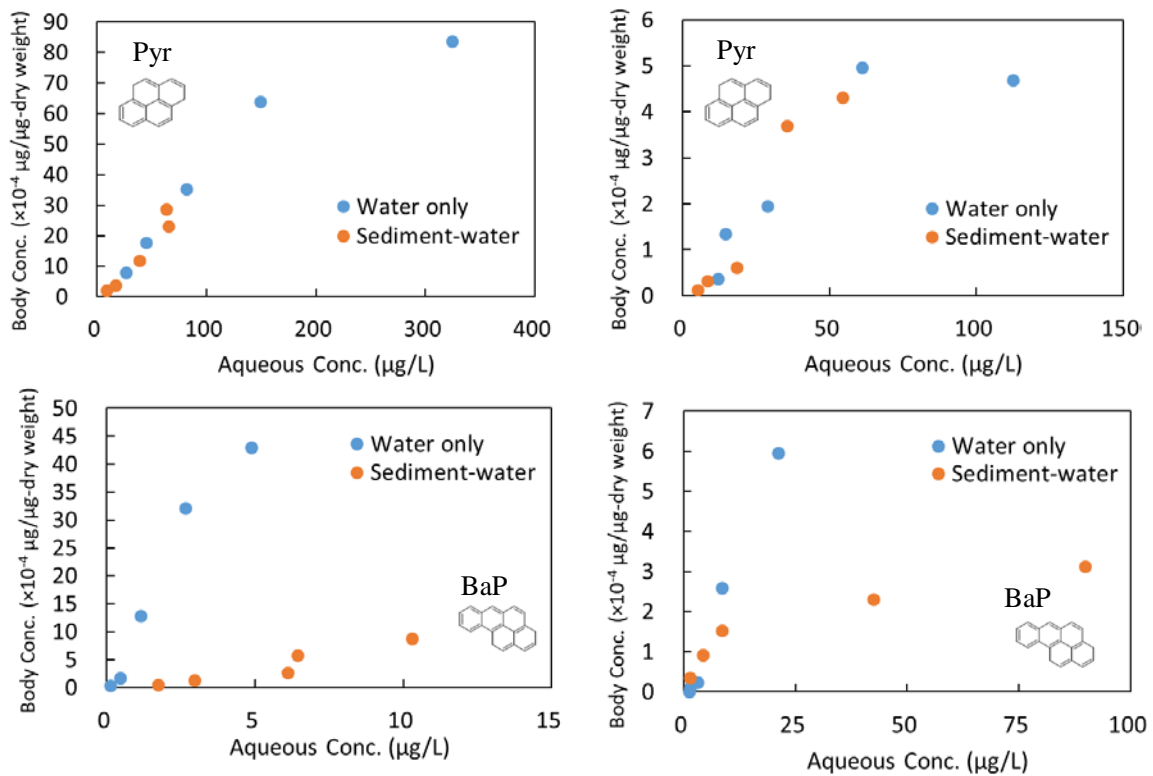 Body Conc. (×10⁻⁴ µg/µg-dry weight)
90
80
70
60
50
40
30
20
10
0
Pyr
Water only
Sediment-water
0 100 200 300 400
Aqueous Conc. (µg/L)
Body Conc. (×10⁻⁴ µg/µg-dry weight)
6
5
4
3
2
1
0
Pyr
Water only
Sediment-water
0 50 100 150
Aqueous Conc. (µg/L)
Body Conc. (×10⁻⁴ µg/µg-dry weight)
50
45
40
35
30
25
20
15
10
5
0
Water only
Sediment-water
BaP
0 5 10 15
Aqueous Conc. (µg/L)
Body Conc. (×10⁻⁴ µg/µg-dry weight)
7
6
5
4
3
2
1
0
Water only
Sediment-water
BaP
0 25 50 75 100
Aqueous Conc. (µg/L)